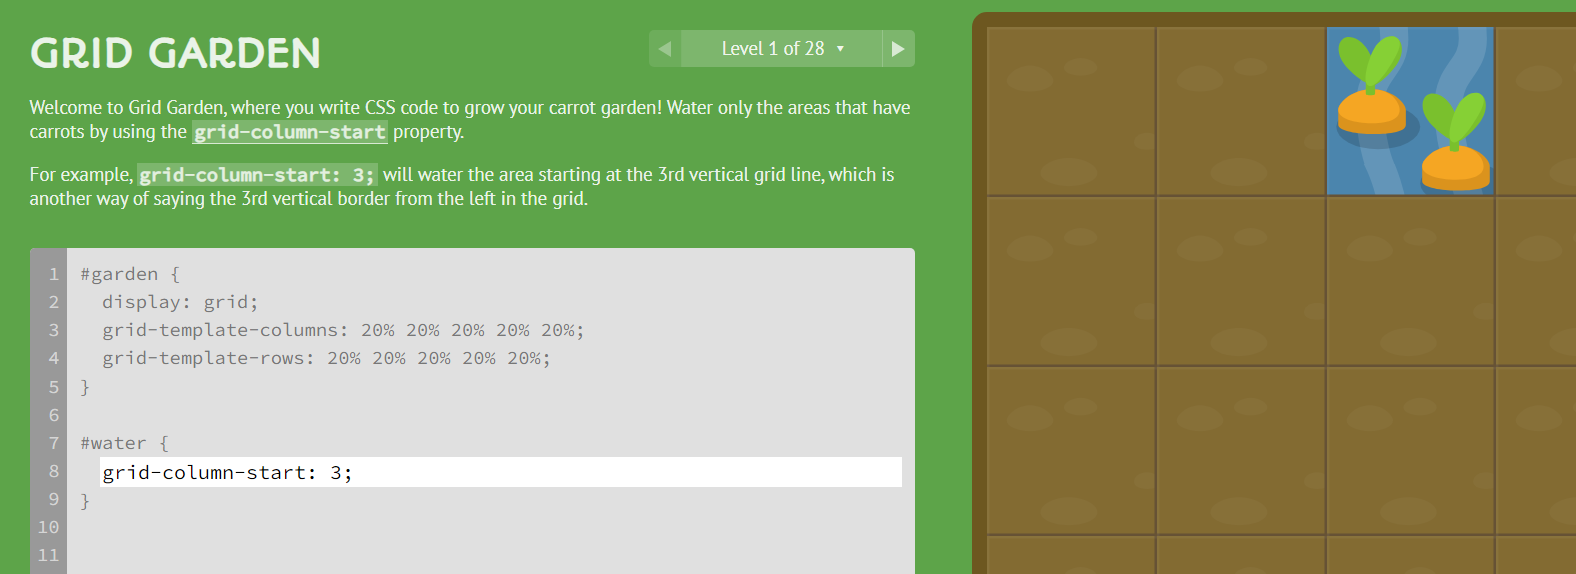 GRID GARDEN
◀ Level 1 of 28 ▼ ▶
Welcome to Grid Garden, where you write CSS code to grow your carrot garden! Water only the areas that have
carrots by using the grid-column-start property.
For example, grid-column-start: 3; will water the area starting at the 3rd vertical grid line, which is
another way of saying the 3rd vertical border from the left in the grid.
1 #garden {
2   display: grid;
3   grid-template-columns: 20% 20% 20% 20% 20%;
4   grid-template-rows: 20% 20% 20% 20% 20%;
5 }
6
7 #water {
8   grid-column-start: 3;
9 }
10
11